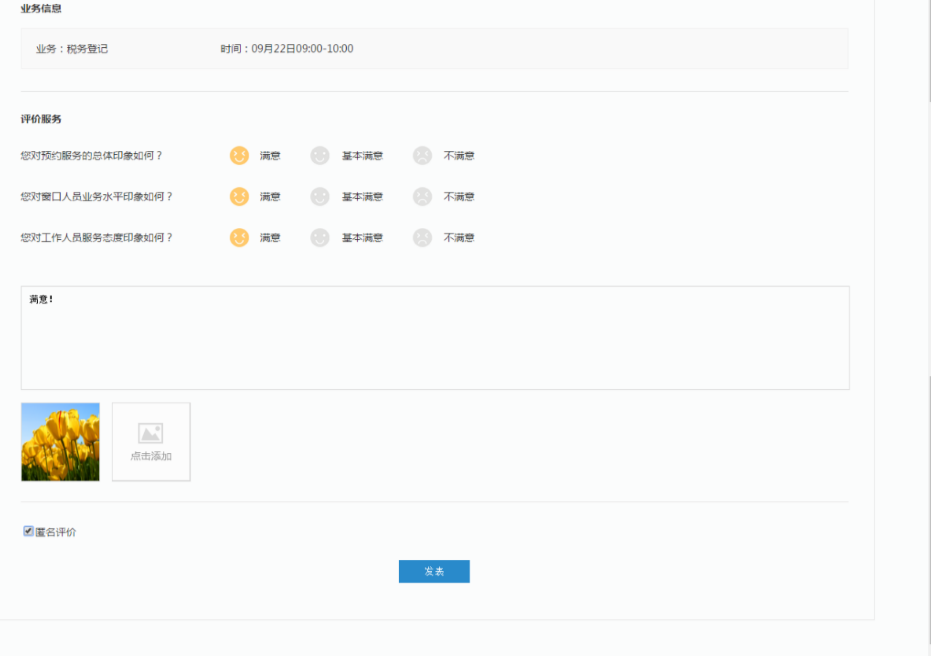 业务信息
业务：税务登记 时间：09月22日09:00-10:00
评价服务
您对预约服务的总体印象如何？ 满意 基本满意 不满意
您对窗口人员业务水平印象如何？ 满意 基本满意 不满意
您对工作人员服务态度印象如何？ 满意 基本满意 不满意
满意！
点击添加
匿名评价
发表